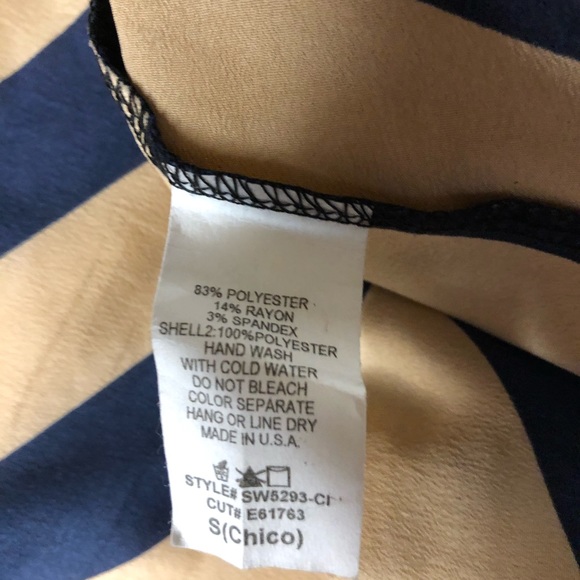 83% POLYESTER
14% RAYON
3% SPANDEX
SHELL2:100%POLYESTER
HAND WASH
WITH COLD WATER
DO NOT BLEACH
COLOR SEPARATE
HANG OR LINE DRY
MADE IN U.S.A.
STYLE# SW5293-CI
CUT# E61763
S(Chico)